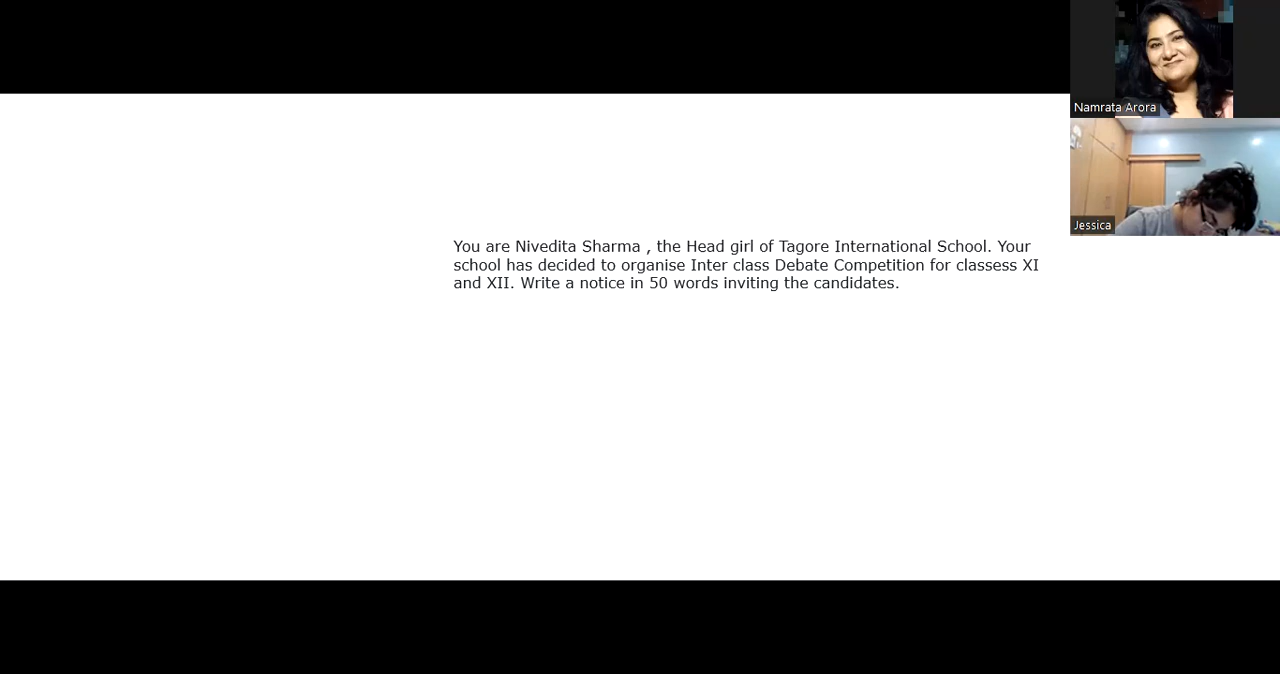 Namrata Arora
Jessica
You are Nivedita Sharma , the Head girl of Tagore International School. Your
school has decided to organise Inter class Debate Competition for classess XI
and XII. Write a notice in 50 words inviting the candidates.